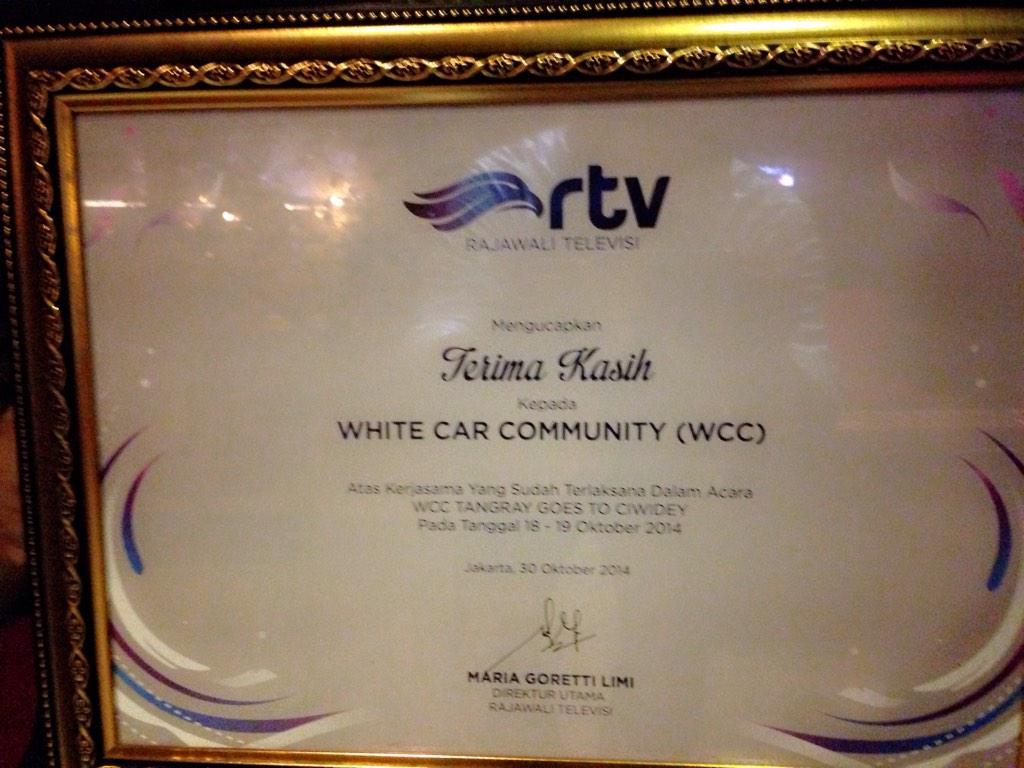 rtv
RAJAWALI TELEVISI
Mengucapkan
Terima Kasih
Kepada
WHITE CAR COMMUNITY (WCC)
Atas Kerjasama Yang Sudah Terlaksana Dalam Acara
WCC TANGRAY GOES TO CIWIDEY
Pada Tanggal 18 - 19 Oktober 2014
Jakarta, 30 Oktober 2014
MARIA GORETTI LIMI
DIREKTUR UTAMA
RAJAWALI TELEVISI